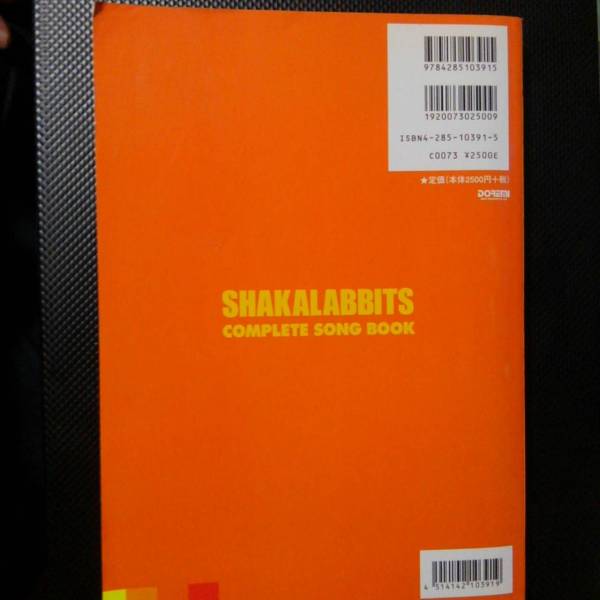 9784285103915
1920073025009
ISBN4-285-10391-5
C0073 ¥2500E
★定価(本体2500円+税)
DOREMI
SHAKALABBITS
COMPLETE SONG BOOK
4514142103919